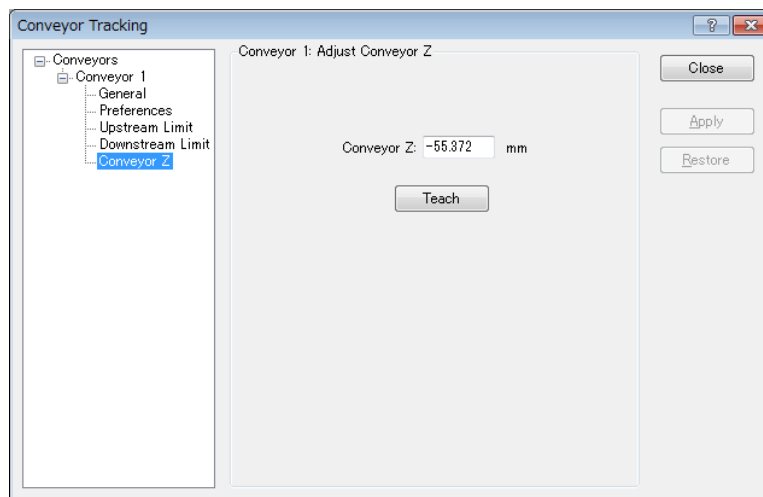 Conveyor Tracking
Conveyors
Conveyor 1
General
Preferences
Upstream Limit
Downstream Limit
Conveyor Z
Conveyor 1: Adjust Conveyor Z
Conveyor Z: -55.372 mm
Teach
Close
Apply
Restore